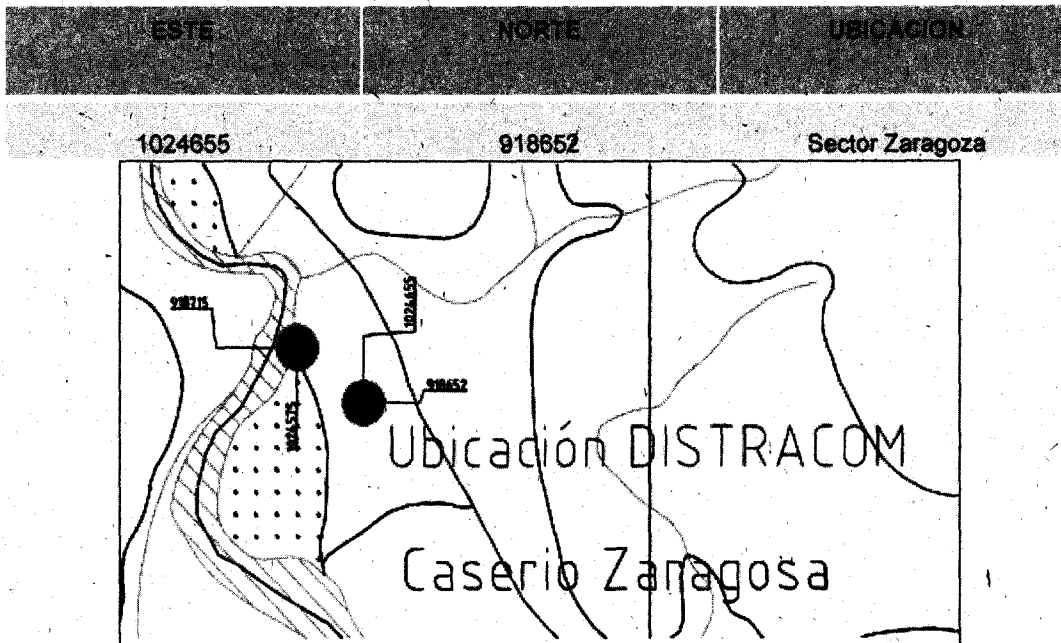 ESTE NORTE UBICACION
1024655 918652 Sector Zaragoza
1024655
918715
918652
1024575
Ubicación DISTRACOM
Caserio Zaragosa